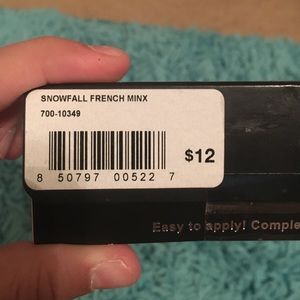 SNOWFALL FRENCH MINX
700-10349
$12
8 50797 00522 7
Easy to apply! Comple